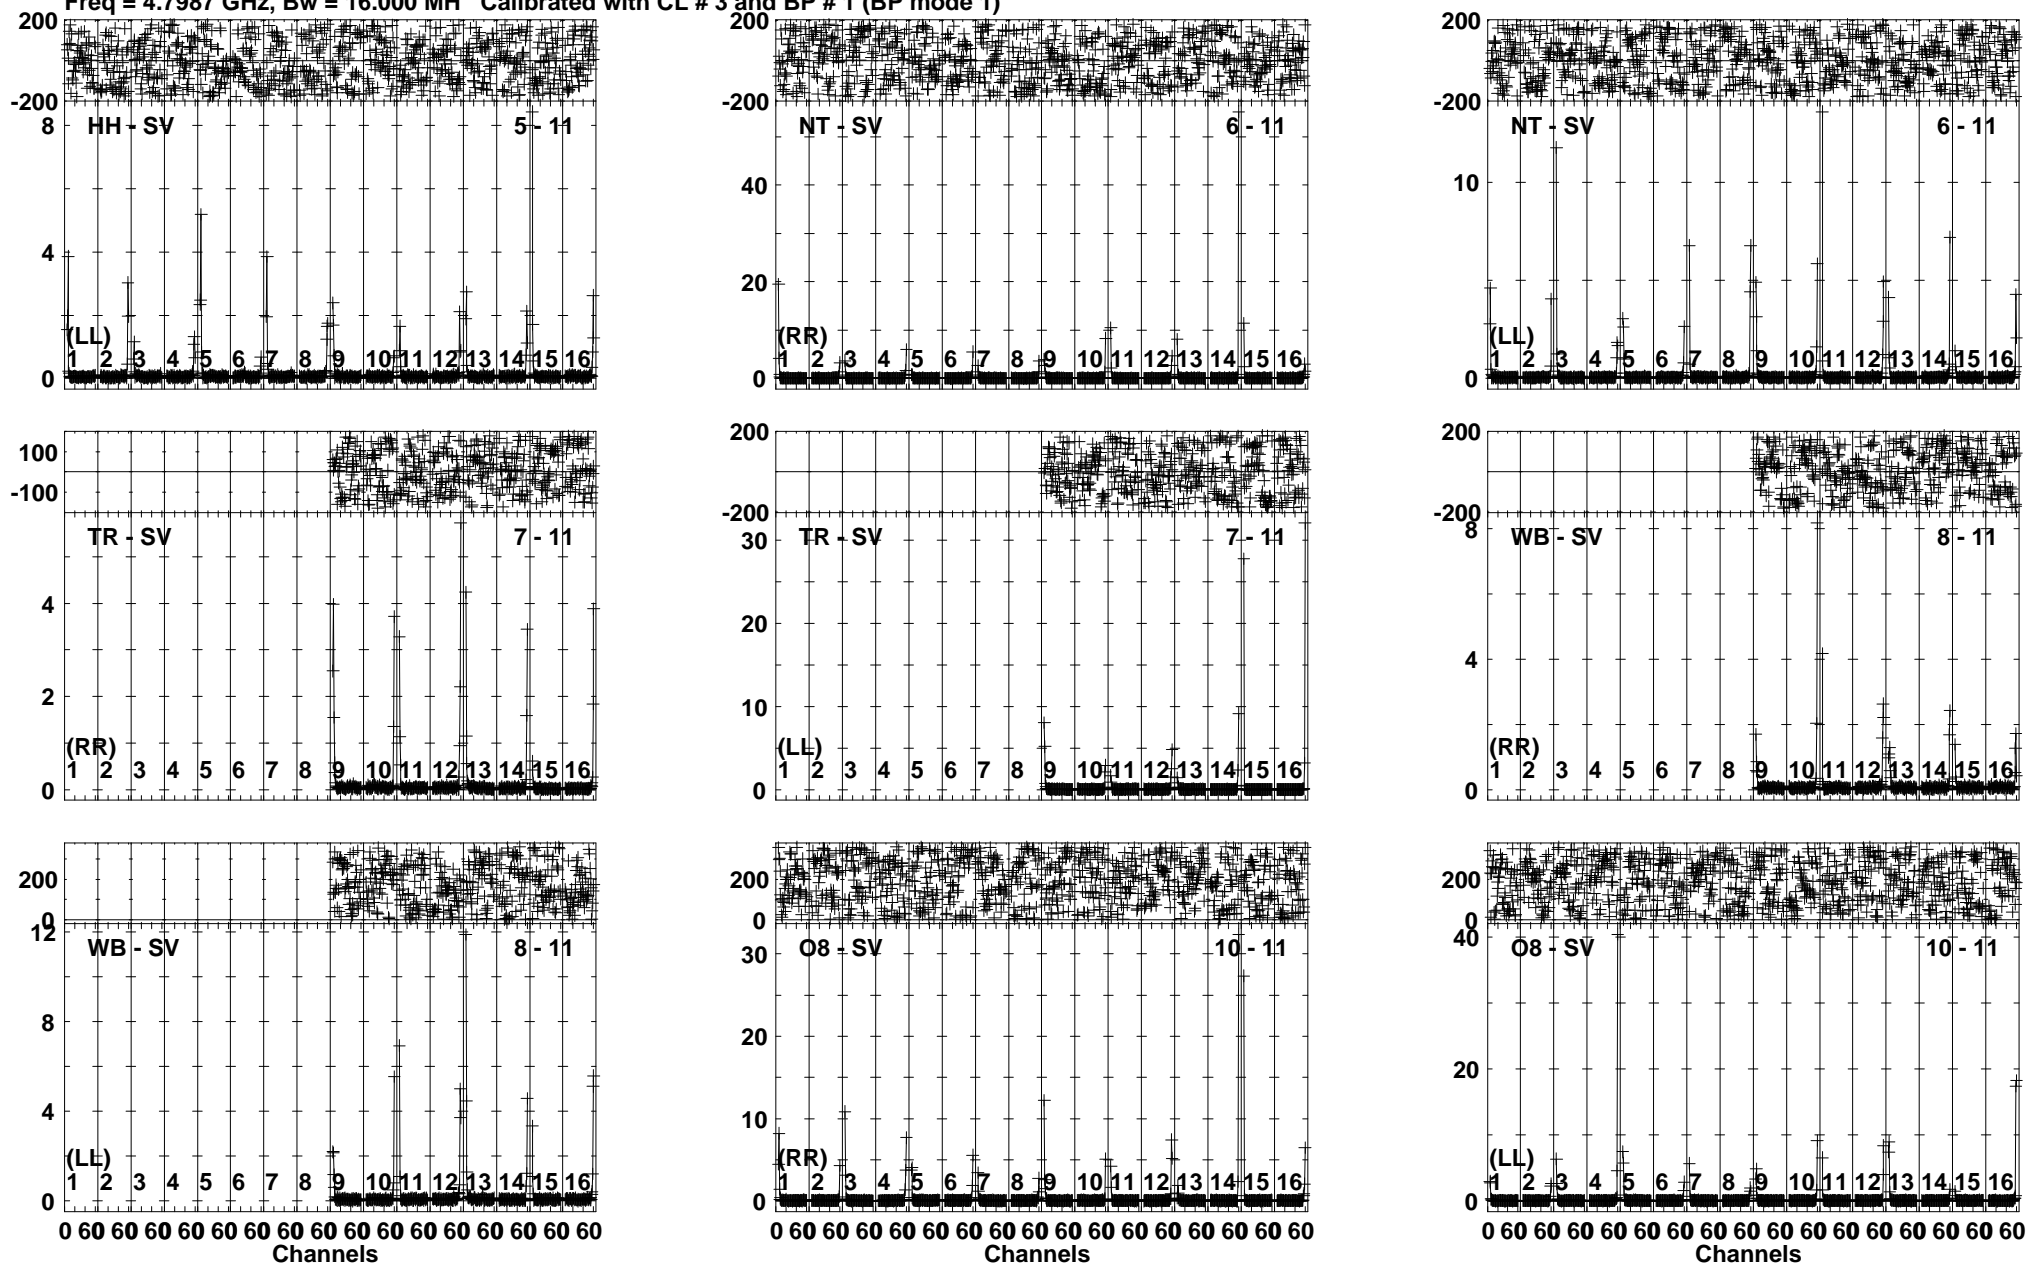 Freq = 4.7987 GHz, Bw = 16.000 MH Calibrated with CL # 3 and BP # 1 (BP mode 1)
200
-200
HH - SV 5 - 11
8
4
0
(LL)
1 2 3 4 5 6 7 8 9 10 11 12 13 14 15 16
200
-200
NT - SV 6 - 11
40
20
0
(RR)
1 2 3 4 5 6 7 8 9 10 11 12 13 14 15 16
200
-200
NT - SV 6 - 11
10
0
(LL)
1 2 3 4 5 6 7 8 9 10 11 12 13 14 15 16
100
-100
TR - SV 7 - 11
4
2
0
(RR)
1 2 3 4 5 6 7 8 9 10 11 12 13 14 15 16
200
-200
TR - SV 7 - 11
30
20
10
0
(LL)
1 2 3 4 5 6 7 8 9 10 11 12 13 14 15 16
200
-200
WB - SV 8 - 11
8
4
0
(RR)
1 2 3 4 5 6 7 8 9 10 11 12 13 14 15 16
200
0
WB - SV 8 - 11
12
8
4
0
(LL)
1 2 3 4 5 6 7 8 9 10 11 12 13 14 15 16
0 60 60 60 60 60 60 60 60 60 60 60 60 60 60 60 60
Channels
200
0
O8 - SV 10 - 11
30
20
10
0
(RR)
1 2 3 4 5 6 7 8 9 10 11 12 13 14 15 16
0 60 60 60 60 60 60 60 60 60 60 60 60 60 60 60 60
Channels
200
0
O8 - SV 10 - 11
40
20
0
(LL)
1 2 3 4 5 6 7 8 9 10 11 12 13 14 15 16
0 60 60 60 60 60 60 60 60 60 60 60 60 60 60 60 60
Channels